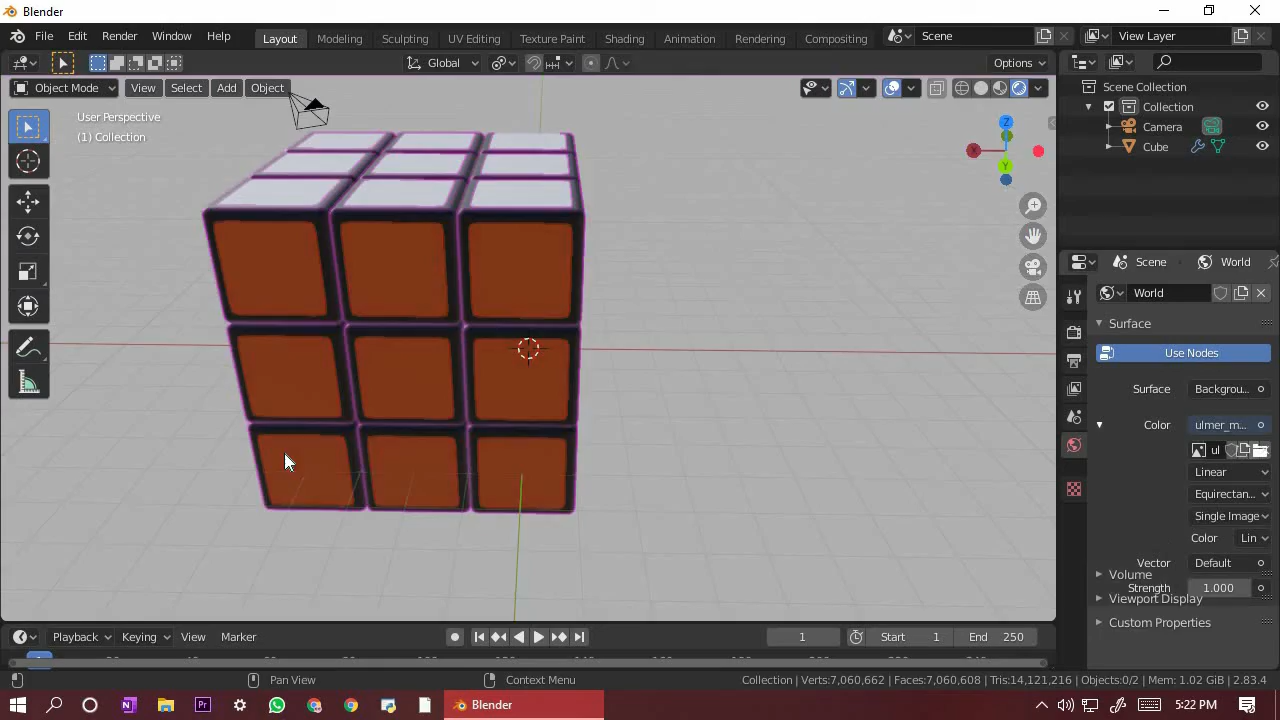 Blender
File Edit Render Window Help
Layout Modeling Sculpting UV Editing Texture Paint Shading Animation Rendering Compositing
Scene
View Layer
Global
Options
Object Mode View Select Add Object
User Perspective
(1) Collection
Z
X
Y
Scene Collection
Collection
Camera
Cube
Scene
World
World
Surface
Use Nodes
Surface Backgrou...
Color ulmer_m...
ul
Linear
Equirectan...
Single Image
Color Lin
Vector Default
Volume
Strength 1.000
Viewport Display
Custom Properties
Playback Keying View Marker
1 Start 1 End 250
Pan View
Context Menu
Collection | Verts:7,060,662 | Faces:7,060,608 | Tris:14,121,216 | Objects:0/2 | Mem: 1.02 GiB | 2.83.4
N
Pr
Blender
5:22 PM